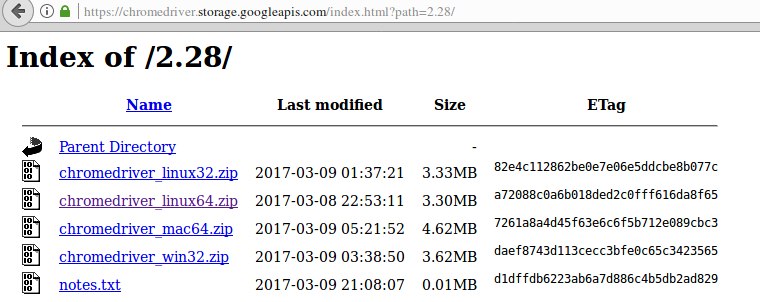 https://chromedriver.storage.googleapis.com/index.html?path=2.28/
Index of /2.28/
Name Last modified Size ETag
Parent Directory -
chromedriver_linux32.zip 2017-03-09 01:37:21 3.33MB 82e4c112862be0e7e06e5ddcbe8b077c
chromedriver_linux64.zip 2017-03-08 22:53:11 3.30MB a72088c0a6b018ded2c0fff616da8f65
chromedriver_mac64.zip 2017-03-09 05:21:52 4.62MB 7261a8a4d45f63e6c6f5b712e089cbc3
chromedriver_win32.zip 2017-03-09 03:38:50 3.62MB daef8743d113cecc3bfe0c65c3423565
notes.txt 2017-03-09 21:08:07 0.01MB d1dffdb6223ab6a7d886c4b5db2ad829